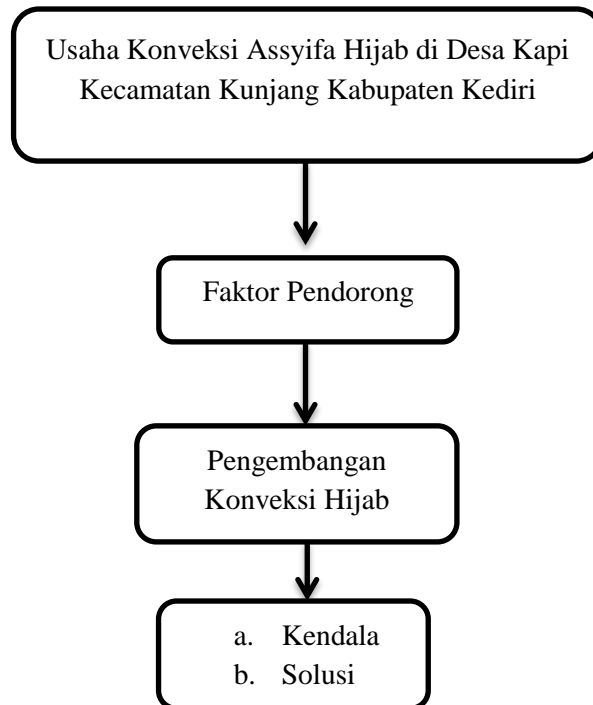 Usaha Konveksi Assyifa Hijab di Desa Kapi
Kecamatan Kunjang Kabupaten Kediri
Faktor Pendorong
Pengembangan
Konveksi Hijab
a. Kendala
b. Solusi